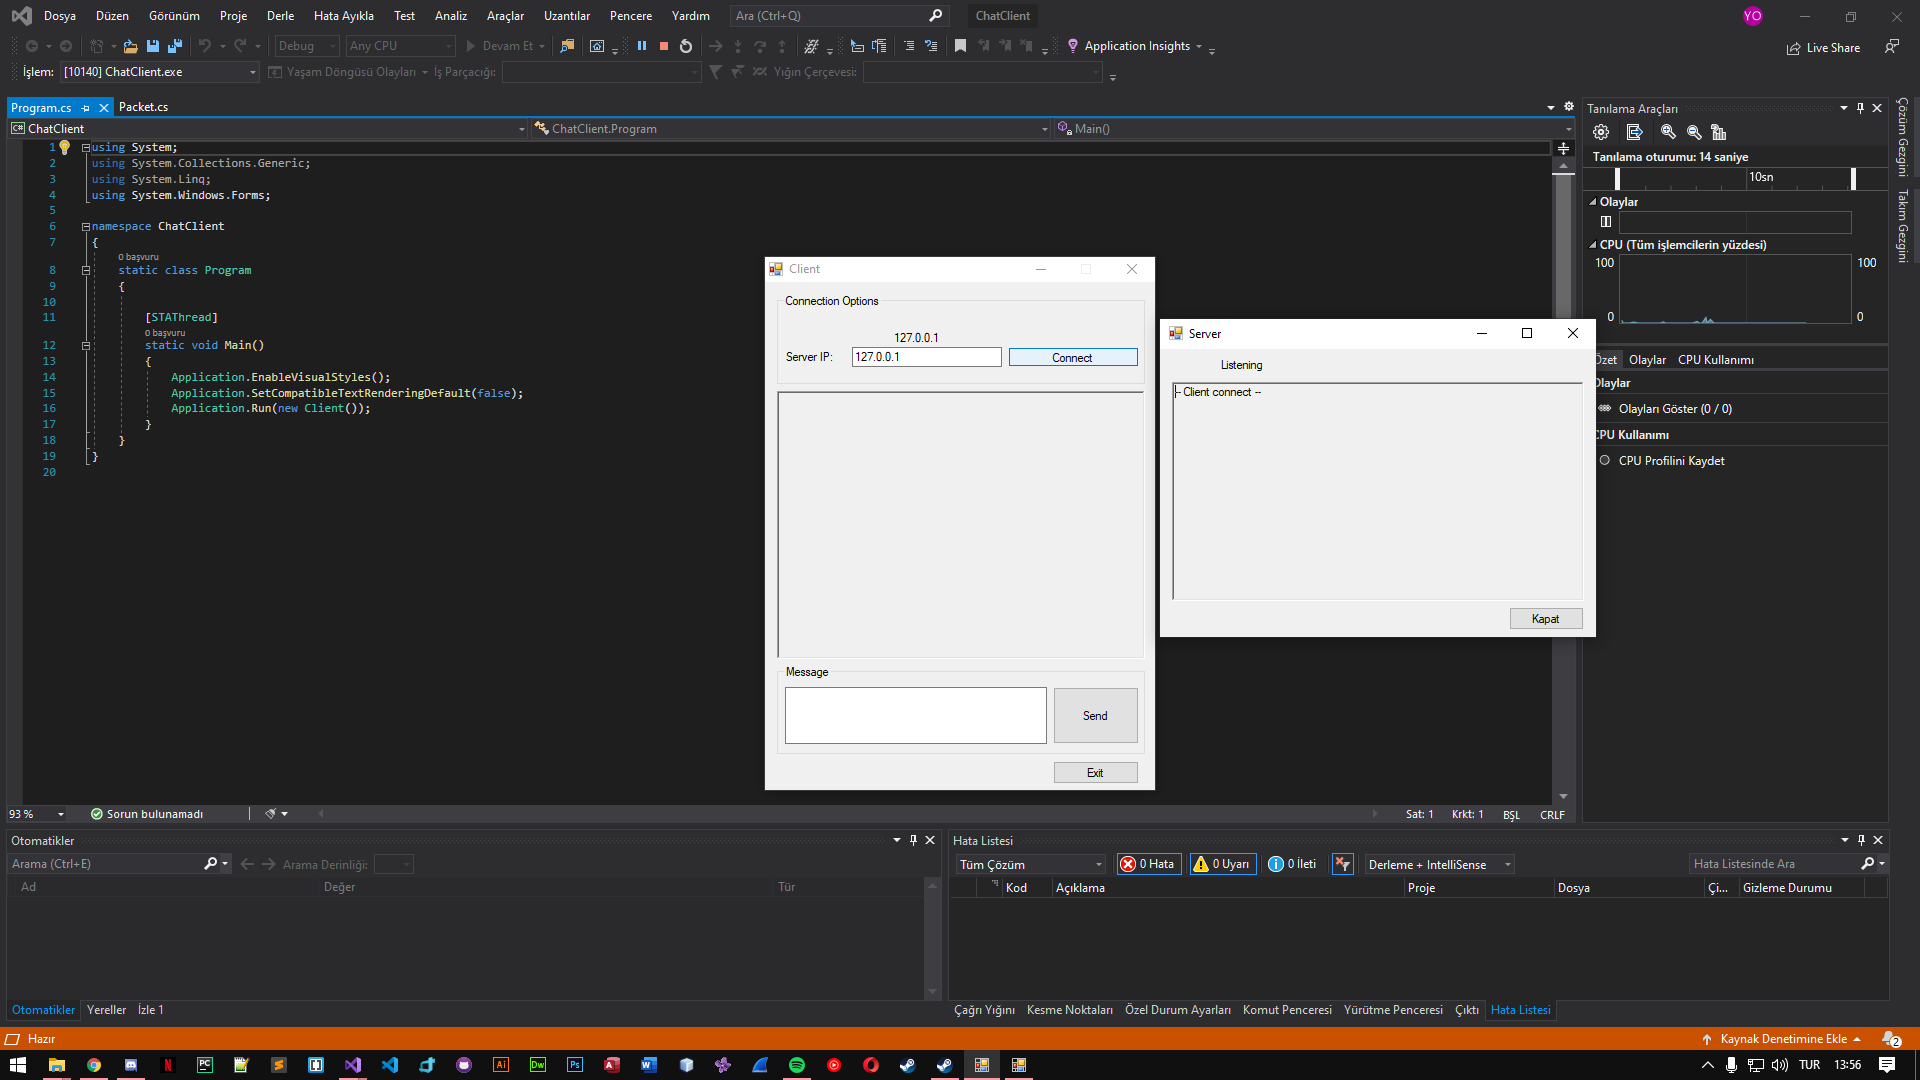 Dosya Düzen Görünüm Proje Derle Hata Ayıkla Test Analiz Araçlar Uzantılar Pencere Yardım Ara (Ctrl+Q) ChatClient YO
Debug Any CPU Devam Et Application Insights Live Share
İşlem: [10140] ChatClient.exe Yaşam Döngüsü Olayları İş Parçacığı: Yığın Çerçevesi:
Program.cs Packet.cs
C# ChatClient ChatClient.Program Main()
1 using System;
2 using System.Collections.Generic;
3 using System.Linq;
4 using System.Windows.Forms;
5
6 namespace ChatClient
7 {
0 başvuru
8 static class Program
9 {
10
11 [STAThread]
0 başvuru
12 static void Main()
13 {
14 Application.EnableVisualStyles();
15 Application.SetCompatibleTextRenderingDefault(false);
16 Application.Run(new Client());
17 }
18 }
19 }
20
Client
Connection Options
127.0.0.1
Server IP: 127.0.0.1 Connect
Message
Send
Exit
Server
Listening
-- Client connect --
Kapat
Tanılama Araçları
Tanılama oturumu: 14 saniye
10sn
Olaylar
CPU (Tüm işlemcilerin yüzdesi)
100 100
0 0
Özet Olaylar CPU Kullanımı
Olaylar
Olayları Göster (0 / 0)
CPU Kullanımı
CPU Profilini Kaydet
Çözüm Gezgini
Takım Gezgini
93 % Sorun bulunamadı Sat: 1 Krkt: 1 BŞL CRLF
Otomatikler
Arama (Ctrl+E) Arama Derinliği:
Ad Değer Tür
Otomatikler Yereller İzle 1
Hata Listesi
Tüm Çözüm 0 Hata 0 Uyarı 0 İleti Derleme + IntelliSense Hata Listesinde Ara
Kod Açıklama Proje Dosya Çi... Gizleme Durumu
Çağrı Yığını Kesme Noktaları Özel Durum Ayarları Komut Penceresi Yürütme Penceresi Çıktı Hata Listesi
Hazır Kaynak Denetimine Ekle 2
TUR 13:56